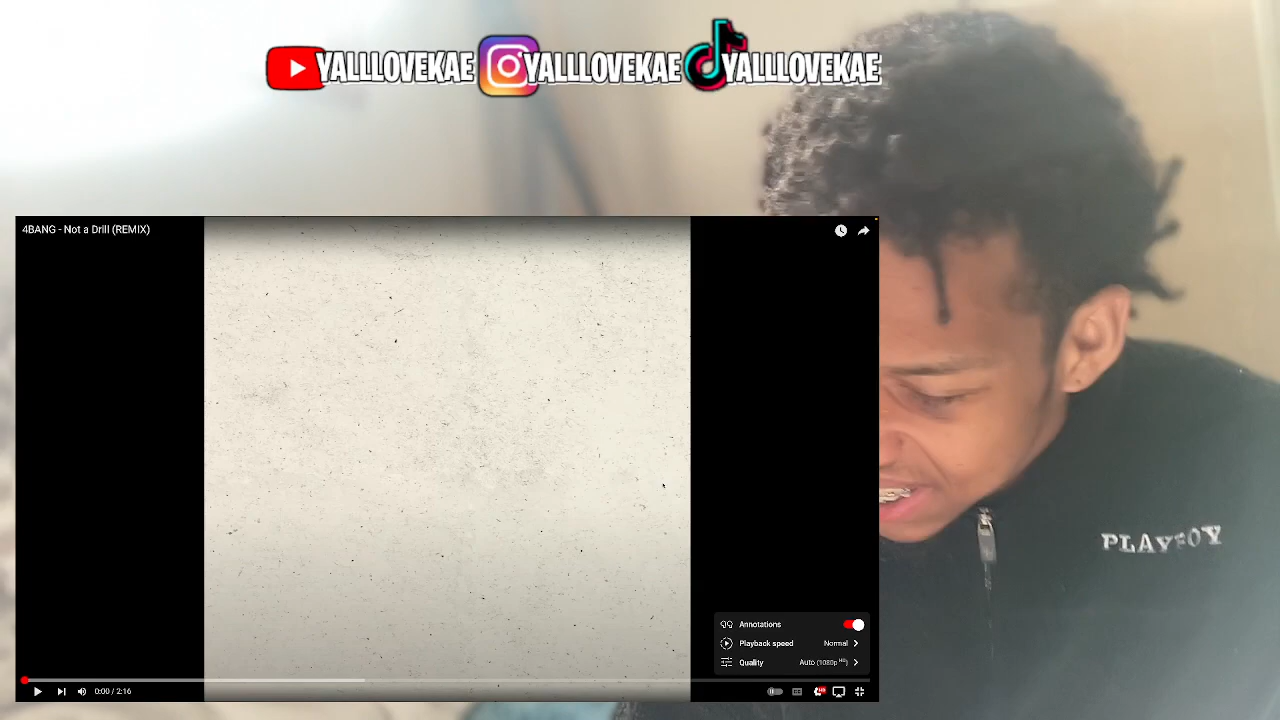 YALLLOVEKAE YALLLOVEKAE YALLLOVEKAE
4BANG - Not a Drill (REMIX)
PLAYBOY
Annotations
Playback speed Normal
Quality Auto (1080p HD)
0:00 / 2:16